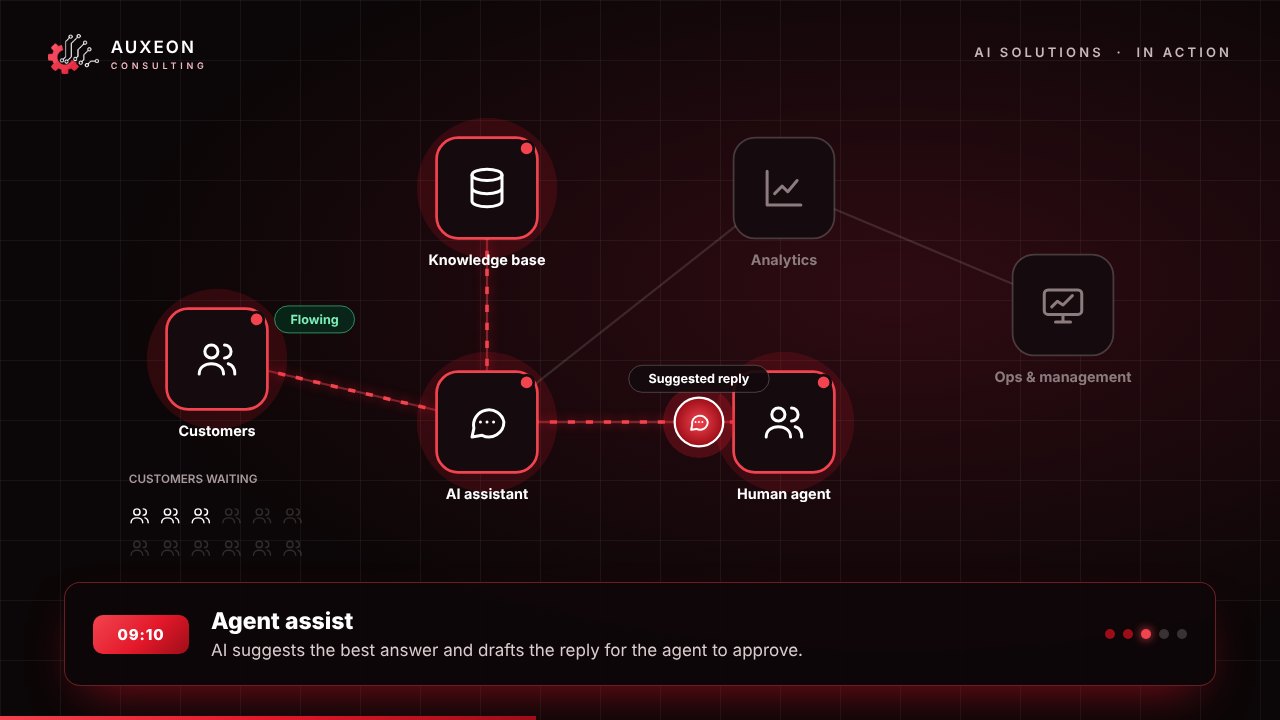 AUXEON
CONSULTING
AI SOLUTIONS · IN ACTION
Knowledge base
Analytics
Flowing
Suggested reply
Ops & management
Customers
CUSTOMERS WAITING
AI assistant
Human agent
09:10
Agent assist
AI suggests the best answer and drafts the reply for the agent to approve.